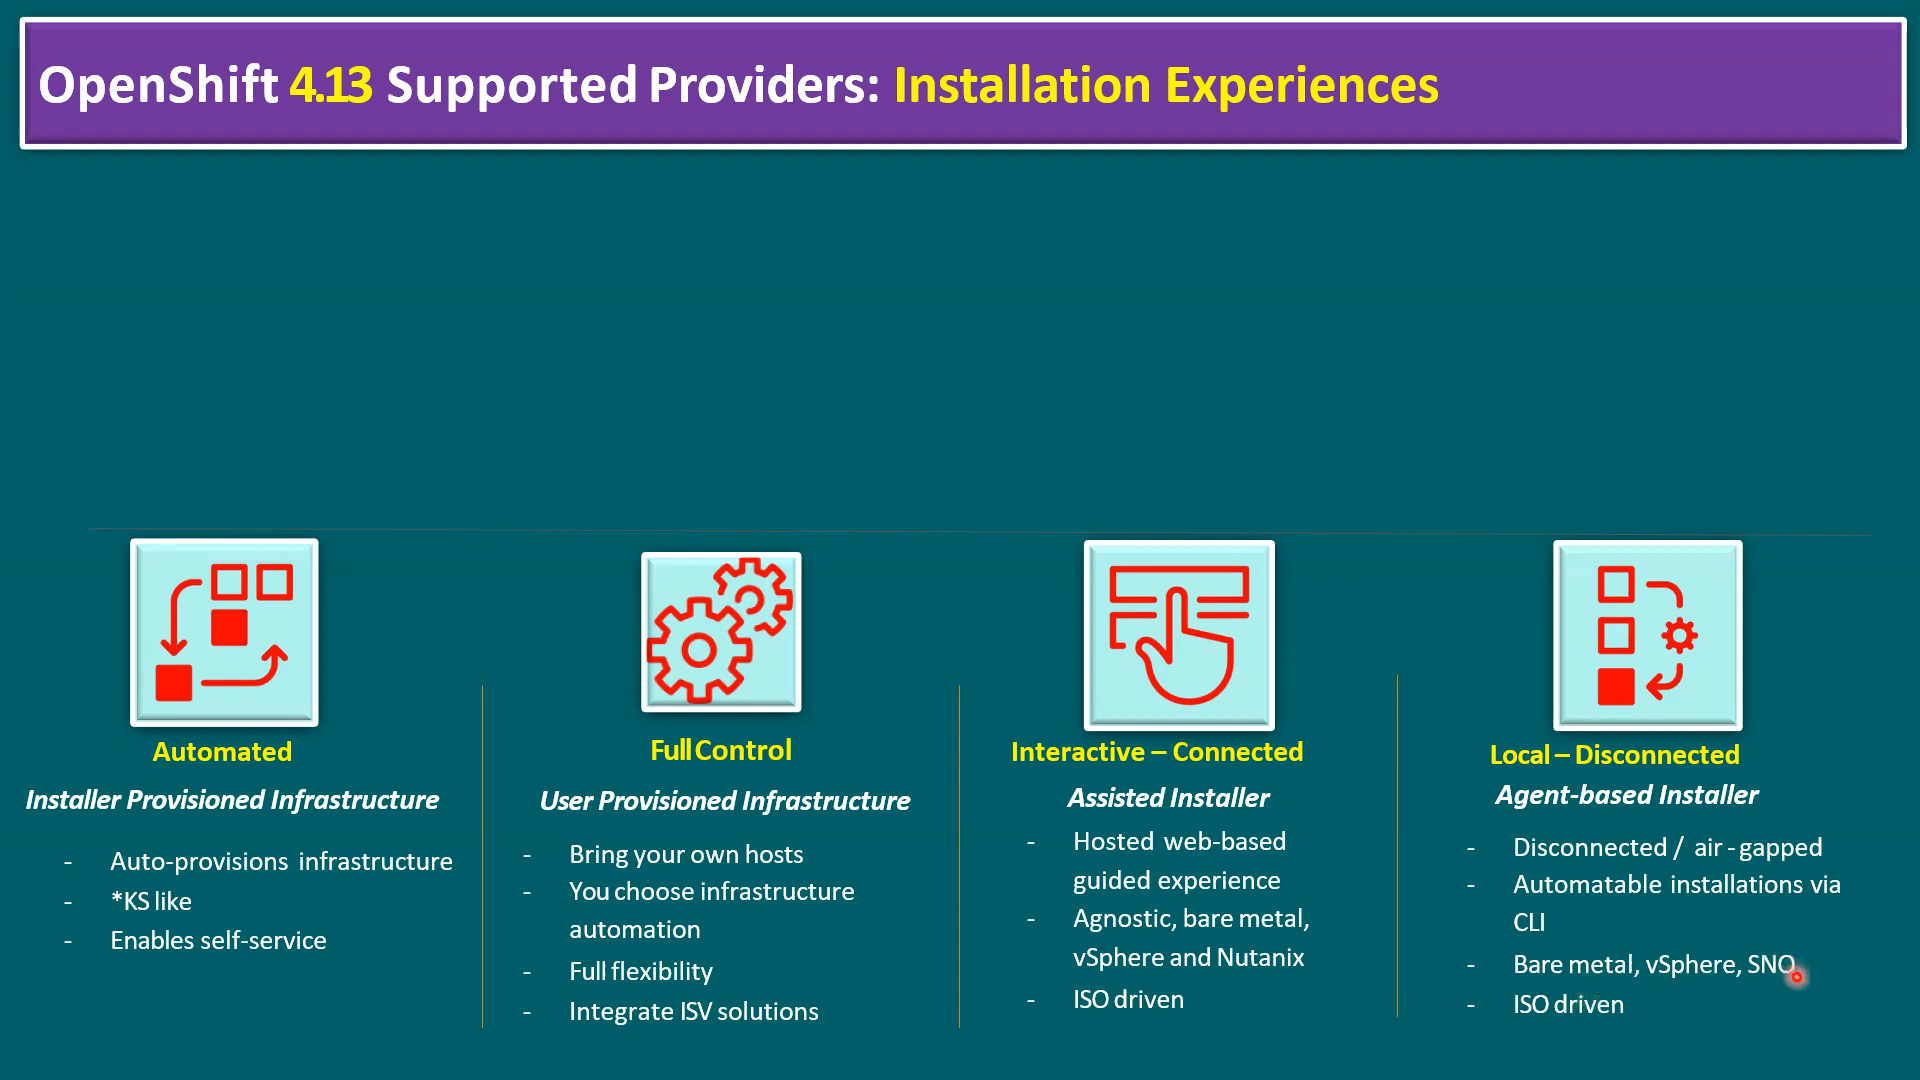 OpenShift 4.13 Supported Providers: Installation Experiences
Automated
Installer Provisioned Infrastructure
- Auto-provisions infrastructure
- *KS like
- Enables self-service
Full Control
User Provisioned Infrastructure
- Bring your own hosts
- You choose infrastructure
automation
- Full flexibility
- Integrate ISV solutions
Interactive – Connected
Assisted Installer
- Hosted web-based
guided experience
- Agnostic, bare metal,
vSphere and Nutanix
- ISO driven
Local – Disconnected
Agent-based Installer
- Disconnected / air - gapped
- Automatable installations via
CLI
- Bare metal, vSphere, SNO
- ISO driven